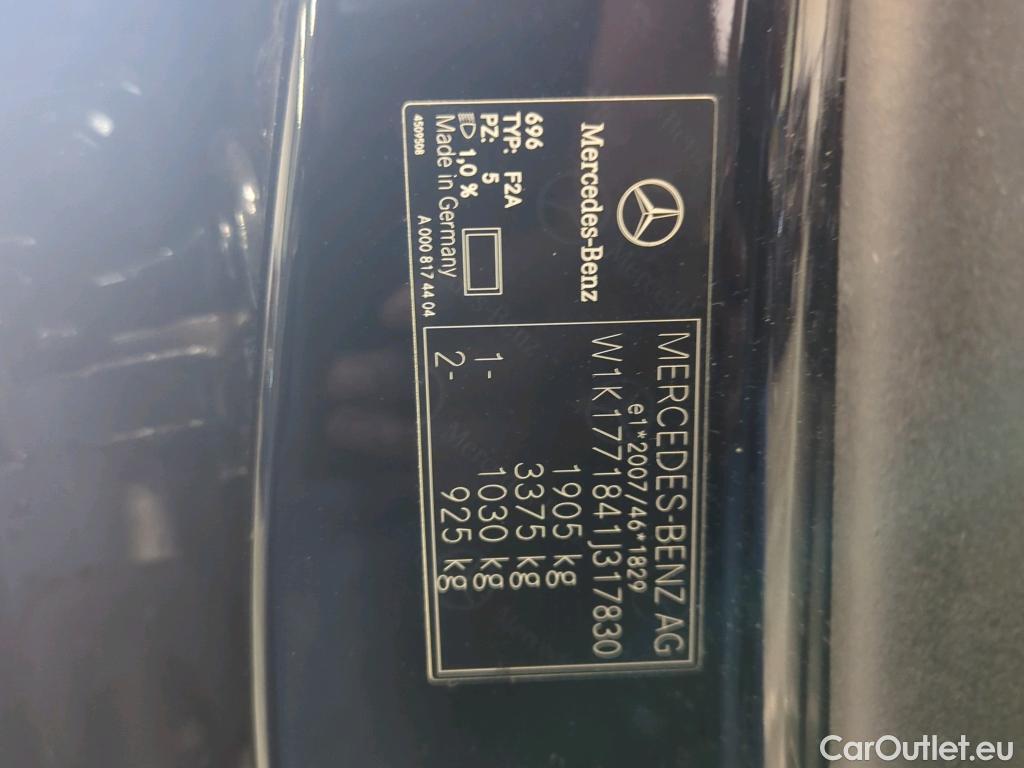 Mercedes-Benz
696
TYP: F2A
PZ: 5
1,0 %
Made in Germany
4509508
A 000 817 44 04
MERCEDES-BENZ AG
e1*2007/46*1829
W1K1771841J317830
1905 kg
3375 kg
1- 1030 kg
2- 925 kg
CarOutlet.eu